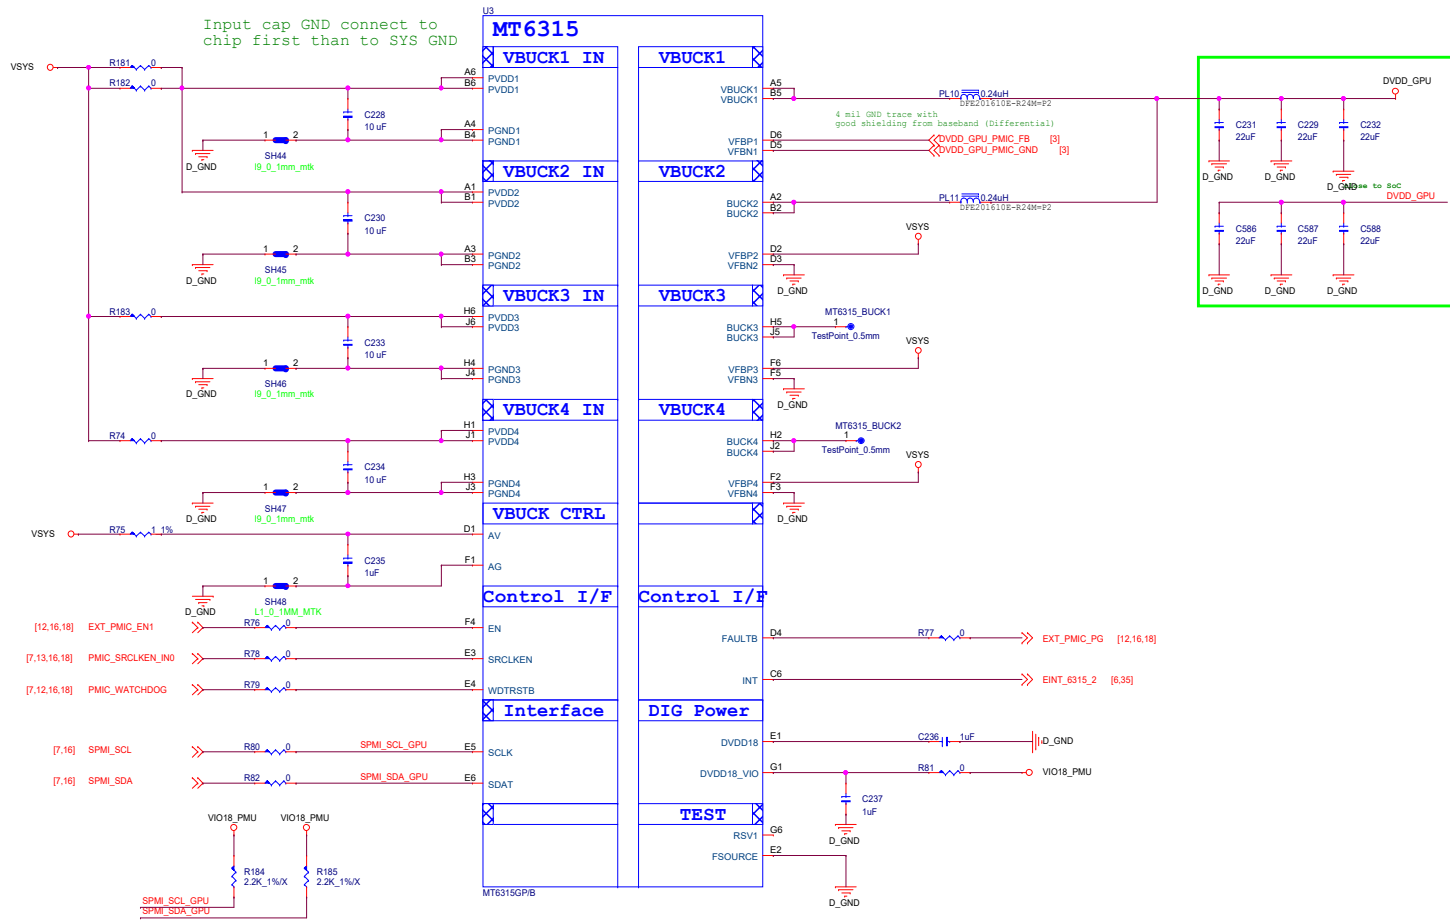 Input cap GND connect to
chip first than to SYS GND
U3
MT6315
VBUCK1 IN
VBUCK1
VSYS
R181 0
R182 0
A6 PVDD1
B6 PVDD1
C228
10 uF
A4 PGND1
B4 PGND1
1 2
SH44
I9_0_1mm_mtk
D_GND
A5 VBUCK1
B5 VBUCK1
PL10 0.24uH
DFE201610E-R24M=P2
4 mil GND trace with
good shielding from baseband (Differential)
D6 VFBP1
D5 VFBN1
DVDD_GPU_PMIC_FB [3]
DVDD_GPU_PMIC_GND [3]
DVDD_GPU
C231
22uF
C229
22uF
C232
22uF
D_GND
D_GND
D_GND
to SoC
DVDD_GPU
C586
22uF
C587
22uF
C588
22uF
D_GND
D_GND
D_GND
VBUCK2 IN
VBUCK2
A1 PVDD2
B1 PVDD2
C230
10 uF
A3 PGND2
B3 PGND2
1 2
SH45
I9_0_1mm_mtk
D_GND
A2 BUCK2
B2 BUCK2
PL11 0.24uH
DFE201610E-R24M=P2
VSYS
D2 VFBP2
D3 VFBN2
D_GND
VBUCK3 IN
VBUCK3
R183 0
H6 PVDD3
J6 PVDD3
C233
10 uF
H4 PGND3
J4 PGND3
1 2
SH46
I9_0_1mm_mtk
D_GND
MT6315_BUCK1
H5 BUCK3
J5 BUCK3
1
TestPoint_0.5mm
VSYS
F6 VFBP3
F5 VFBN3
D_GND
VBUCK4 IN
VBUCK4
R74 0
H1 PVDD4
J1 PVDD4
C234
10 uF
H3 PGND4
J3 PGND4
1 2
SH47
I9_0_1mm_mtk
D_GND
MT6315_BUCK2
H2 BUCK4
J2 BUCK4
1
TestPoint_0.5mm
VSYS
F2 VFBP4
F3 VFBN4
D_GND
VBUCK CTRL
VSYS
R75 1 1%
D1 AV
C235
1uF
F1 AG
1 2
SH48
L1_0_1MM_MTK
D_GND
Control I/F
Control I/F
[12,16,18] EXT_PMIC_EN1 R76 0 F4 EN
[7,13,16,18] PMIC_SRCLKEN_IN0 R78 0 E3 SRCLKEN
[7,12,16,18] PMIC_WATCHDOG R79 0 E4 WDTRSTB
FAULTB D4 R77 0 EXT_PMIC_PG [12,16,18]
INT C6 EINT_6315_2 [6,35]
Interface
DIG Power
[7,16] SPMI_SCL R80 0 SPMI_SCL_GPU E5 SCLK
[7,16] SPMI_SDA R82 0 SPMI_SDA_GPU E6 SDAT
DVDD18 E1 C236 1uF D_GND
DVDD18_VIO G1 R81 0 VIO18_PMU
C237
1uF
D_GND
TEST
RSV1 G6
FSOURCE E2
D_GND
VIO18_PMU
VIO18_PMU
R184
2.2K_1%/X
R185
2.2K_1%/X
SPMI_SCL_GPU
SPMI_SDA_GPU
MT6315GP/B